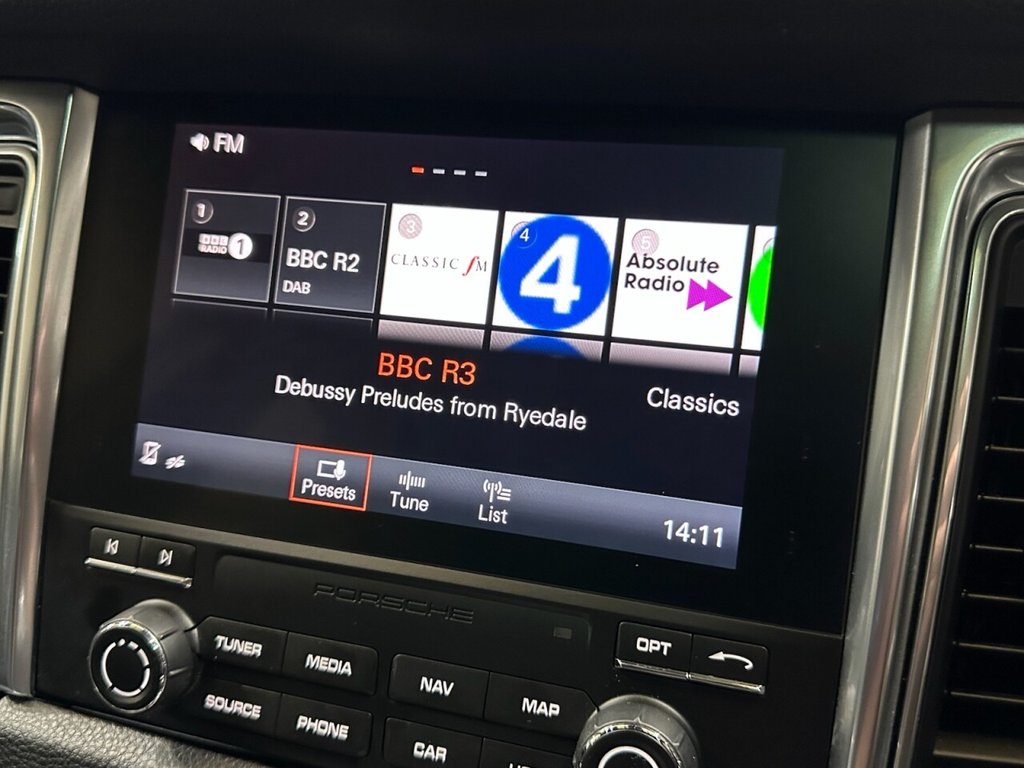 FM
1
BBC
RADIO 1
2
BBC R2
DAB
3
CLASSIC fM
4
4
5
Absolute
Radio
BBC R3
Debussy Preludes from Ryedale
Classics
Presets
Tune
List
14:11
PORSCHE
TUNER
MEDIA
SOURCE
PHONE
NAV
MAP
CAR
OPT